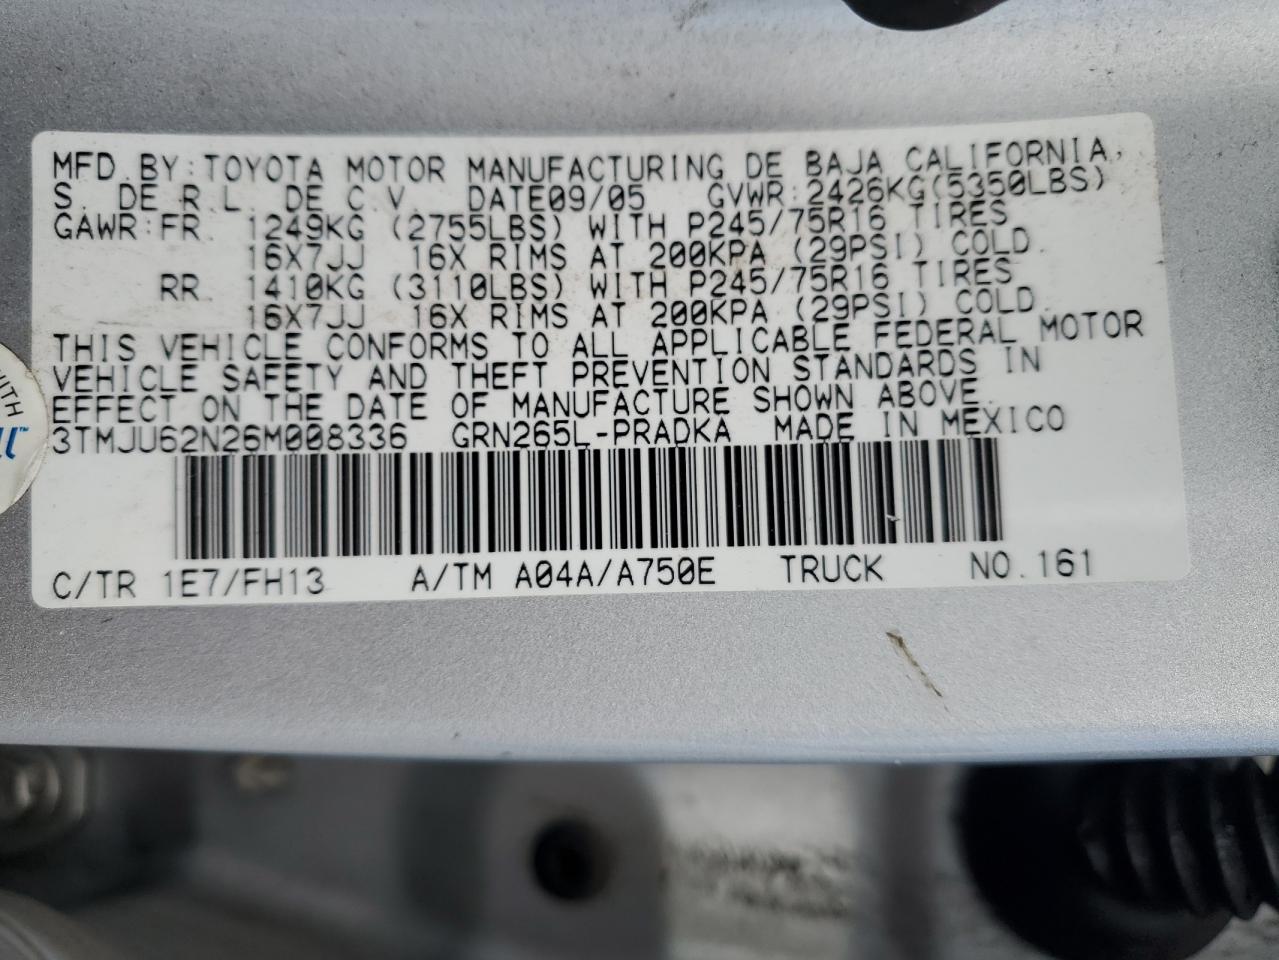 MFD.BY:TOYOTA MOTOR MANUFACTURING DE BAJA CALIFORNIA,
S. DE R.L. DE C.V. DATE09/05 GVWR:2426KG(5350LBS)
GAWR:FR. 1249KG (2755LBS) WITH P245/75R16 TIRES
16X7JJ 16X RIMS AT 200KPA (29PSI) COLD.
RR. 1410KG (3110LBS) WITH P245/75R16 TIRES
16X7JJ 16X RIMS AT 200KPA (29PSI) COLD.
THIS VEHICLE CONFORMS TO ALL APPLICABLE FEDERAL MOTOR
VEHICLE SAFETY AND THEFT PREVENTION STANDARDS IN
EFFECT ON THE DATE OF MANUFACTURE SHOWN ABOVE.
3TMJU62N26M008336 GRN265L-PRADKA MADE IN MEXICO
C/TR 1E7/FH13 A/TM A04A/A750E TRUCK NO.161